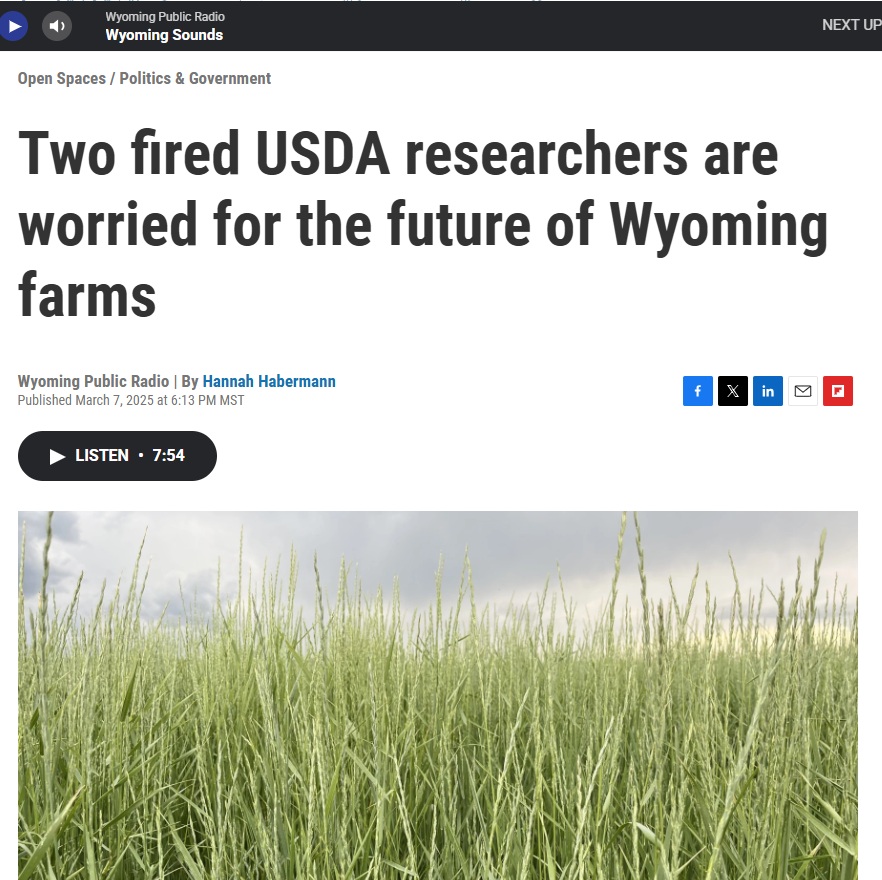 Wyoming Public Radio
Wyoming Sounds
NEXT UP
Open Spaces / Politics & Government
Two fired USDA researchers are
worried for the future of Wyoming
farms
Wyoming Public Radio | By Hannah Habermann
Published March 7, 2025 at 6:13 PM MST
LISTEN • 7:54